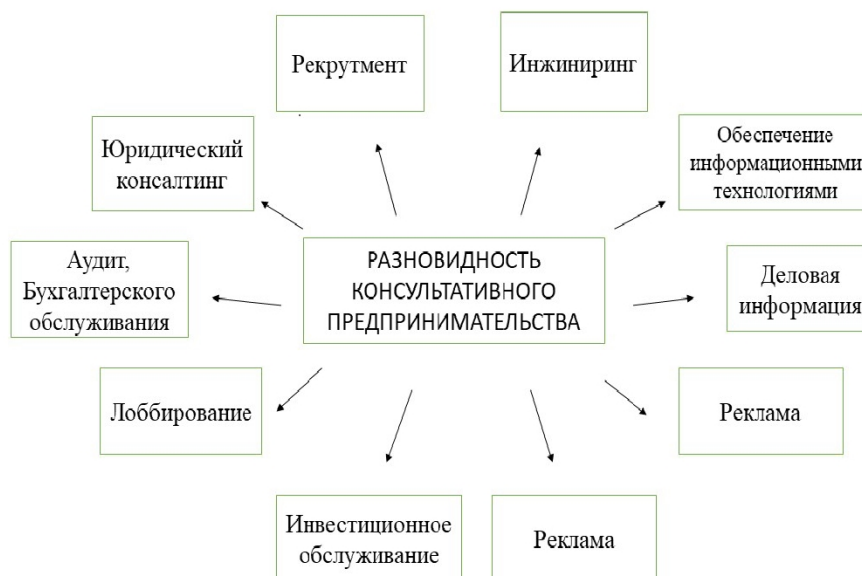 Рекрутмент
Инжиниринг
Юридический
консалтинг
Обеспечение
информационными
технологиями
Аудит,
Бухгалтерского
обслуживания
РАЗНОВИДНОСТЬ
КОНСУЛЬТАТИВНОГО
ПРЕДПРИНИМАТЕЛЬСТВА
Деловая
информация
Лоббирование
Реклама
Инвестиционное
обслуживание
Реклама